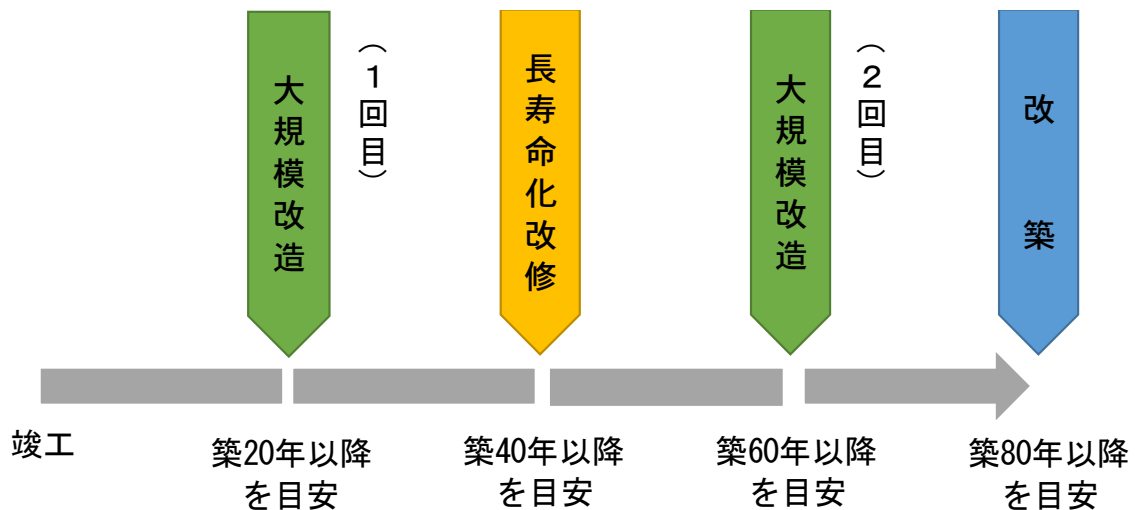 大規模改造
（１回目）
長寿命化改修
大規模改造
（２回目）
改築
竣工
築20年以降
を目安
築40年以降
を目安
築60年以降
を目安
築80年以降
を目安